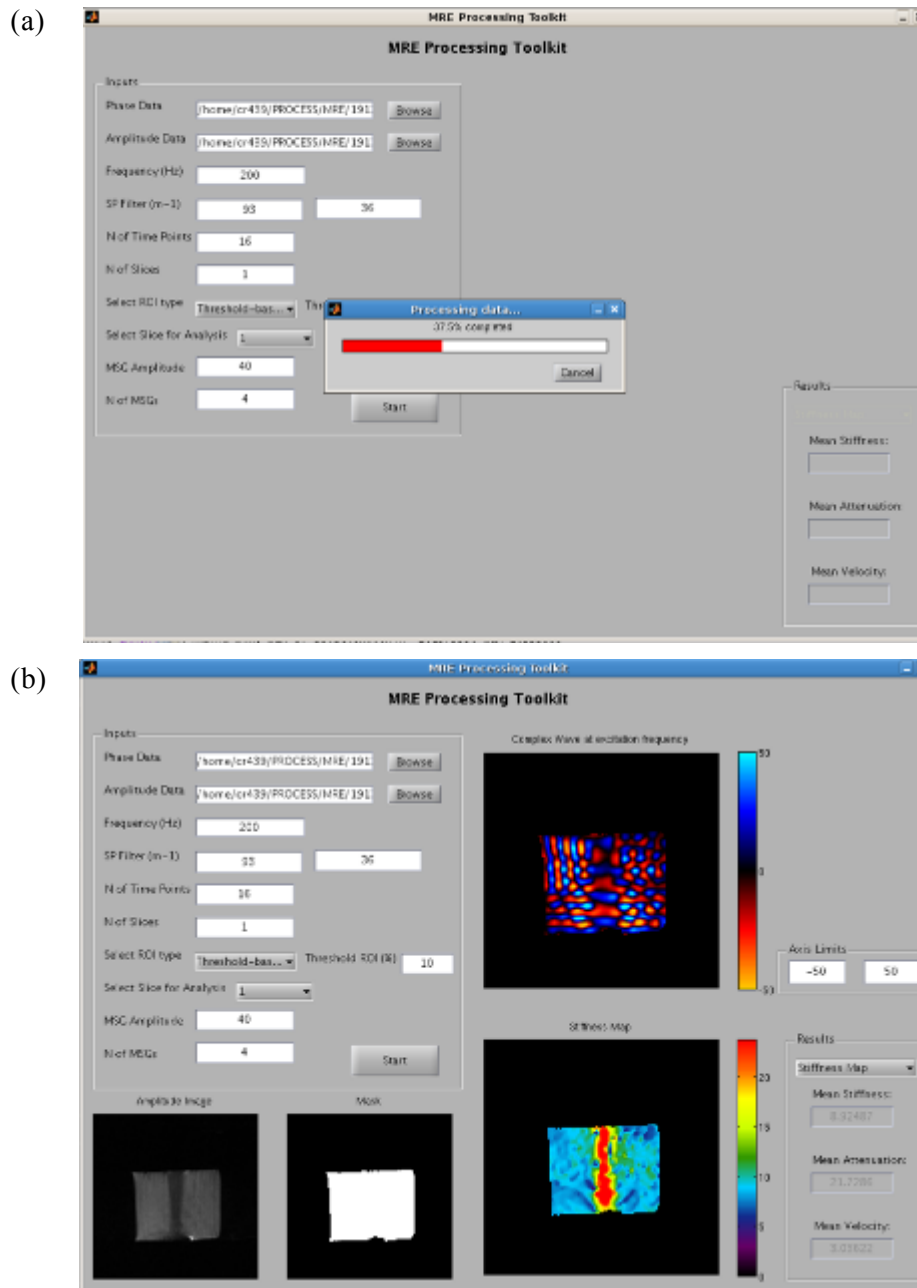 (a)
MRE Processing Toolkit
MRE Processing Toolkit
Inputs
Phase Data /home/cr439/PROCESS/MRE/191 Browse
Amplitude Data /home/cr439/PROCESS/MRE/191 Browse
Frequency (Hz) 200
SP Filter (m-1) 93 36
N of Time Points 16
N of Slices 1
Select ROI type Threshold-bas... Thr
Select Slice for Analysis 1
MSG Amplitude 40
N of MSGs 4
Start
Processing data...
37.5% completed
Cancel
Results
Mean Stiffness:
Mean Attenuation:
Mean Velocity:
(b)
MRE Processing Toolkit
MRE Processing Toolkit
Inputs
Phase Data /home/cr439/PROCESS/MRE/191 Browse
Amplitude Data /home/cr439/PROCESS/MRE/191 Browse
Frequency (Hz) 200
SP Filter (m-1) 93 36
N of Time Points 16
N of Slices 1
Select ROI type Threshold-bas... Threshold ROI (%) 10
Select Slice for Analysis 1
MSG Amplitude 40
N of MSGs 4
Start
Complex Wave at excitation frequency
50
0
-50
Axis Limits
-50 50
Amplitude Image
Mask
Stiffness Map
20
15
10
5
0
Results
Stiffness Map
Mean Stiffness:
8.92487
Mean Attenuation:
21.7286
Mean Velocity:
3.03622